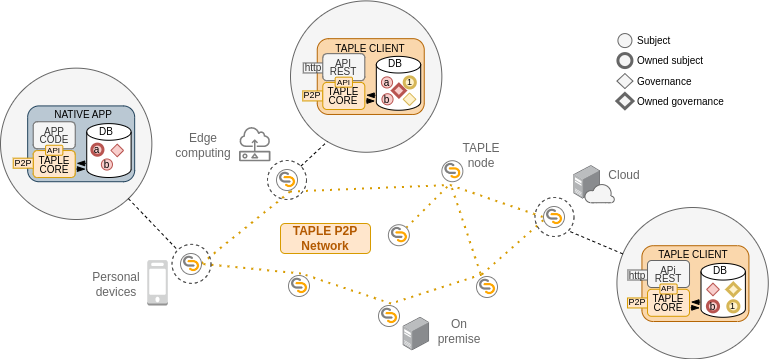 TAPLE CLIENT
http
API
REST
API
P2P
TAPLE
CORE
DB
a
1
b
Subject
Owned subject
Governance
Owned governance
NATIVE APP
APP
CODE
API
P2P
TAPLE
CORE
DB
a
b
Edge
computing
TAPLE
node
Cloud
TAPLE P2P
Network
Personal
devices
On
premise
TAPLE CLIENT
http
APi
REST
API
P2P
TAPLE
CORE
DB
b
1